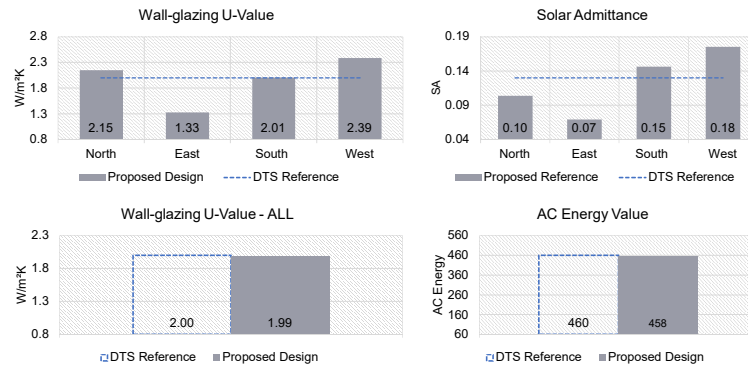 Wall-glazing U-Value
2.8
2.3
1.8
1.3
0.8
W/m²K
2.15
1.33
2.01
2.39
North
East
South
West
Proposed Design
DTS Reference
Solar Admittance
0.19
0.14
0.09
0.04
SA
0.10
0.07
0.15
0.18
North
East
South
West
Proposed Reference
DTS Reference
Wall-glazing U-Value - ALL
2.3
1.8
1.3
0.8
W/m²K
2.00
1.99
DTS Reference
Proposed Design
AC Energy Value
560
460
360
260
160
60
AC Energy
460
458
DTS Reference
Proposed Design